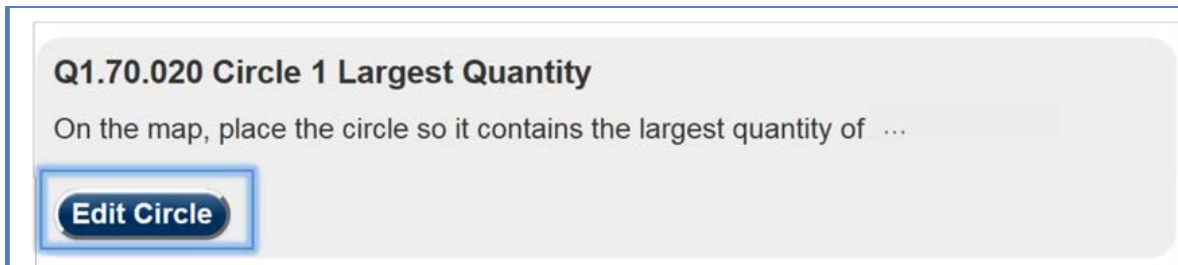 Q1.70.020 Circle 1 Largest Quantity
On the map, place the circle so it contains the largest quantity of ...
Edit Circle